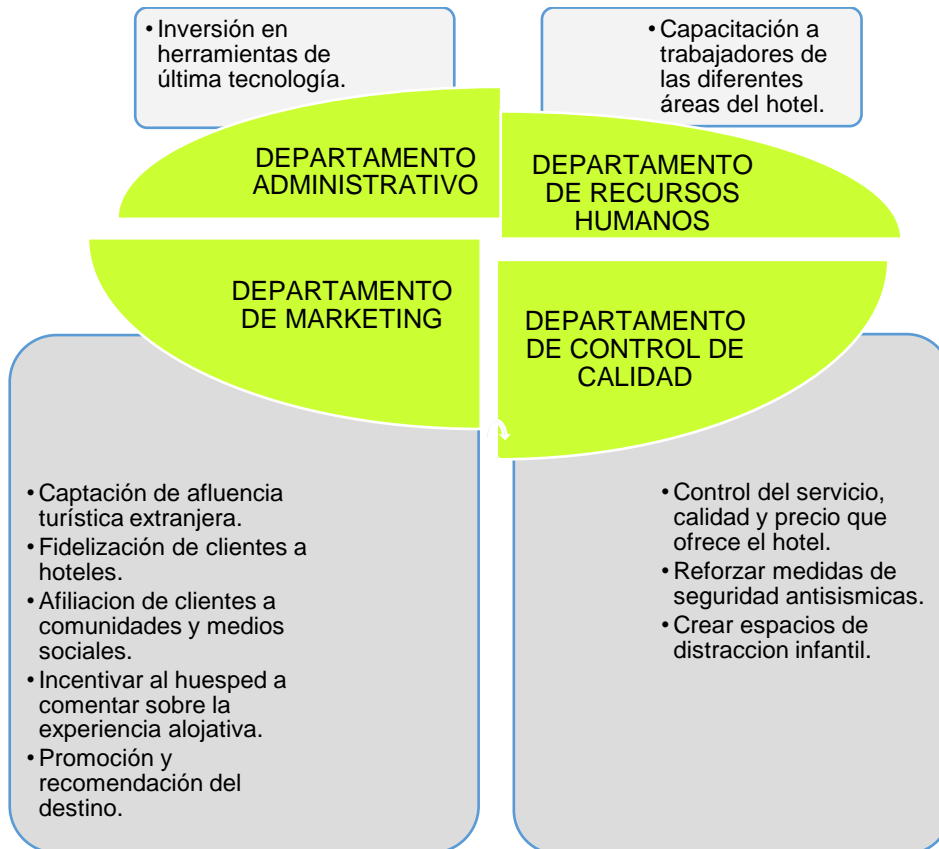 • Inversión en
herramientas de
última tecnología.
• Capacitación a
trabajadores de
las diferentes
áreas del hotel.
DEPARTAMENTO
ADMINISTRATIVO
DEPARTAMENTO
DE RECURSOS
HUMANOS
DEPARTAMENTO
DE MARKETING
DEPARTAMENTO
DE CONTROL DE
CALIDAD
• Captación de afluencia
turística extranjera.
• Fidelización de clientes a
hoteles.
• Afiliacion de clientes a
comunidades y medios
sociales.
• Incentivar al huesped a
comentar sobre la
experiencia alojativa.
• Promoción y
recomendación del
destino.
• Control del servicio,
calidad y precio que
ofrece el hotel.
• Reforzar medidas de
seguridad antisismicas.
• Crear espacios de
distraccion infantil.